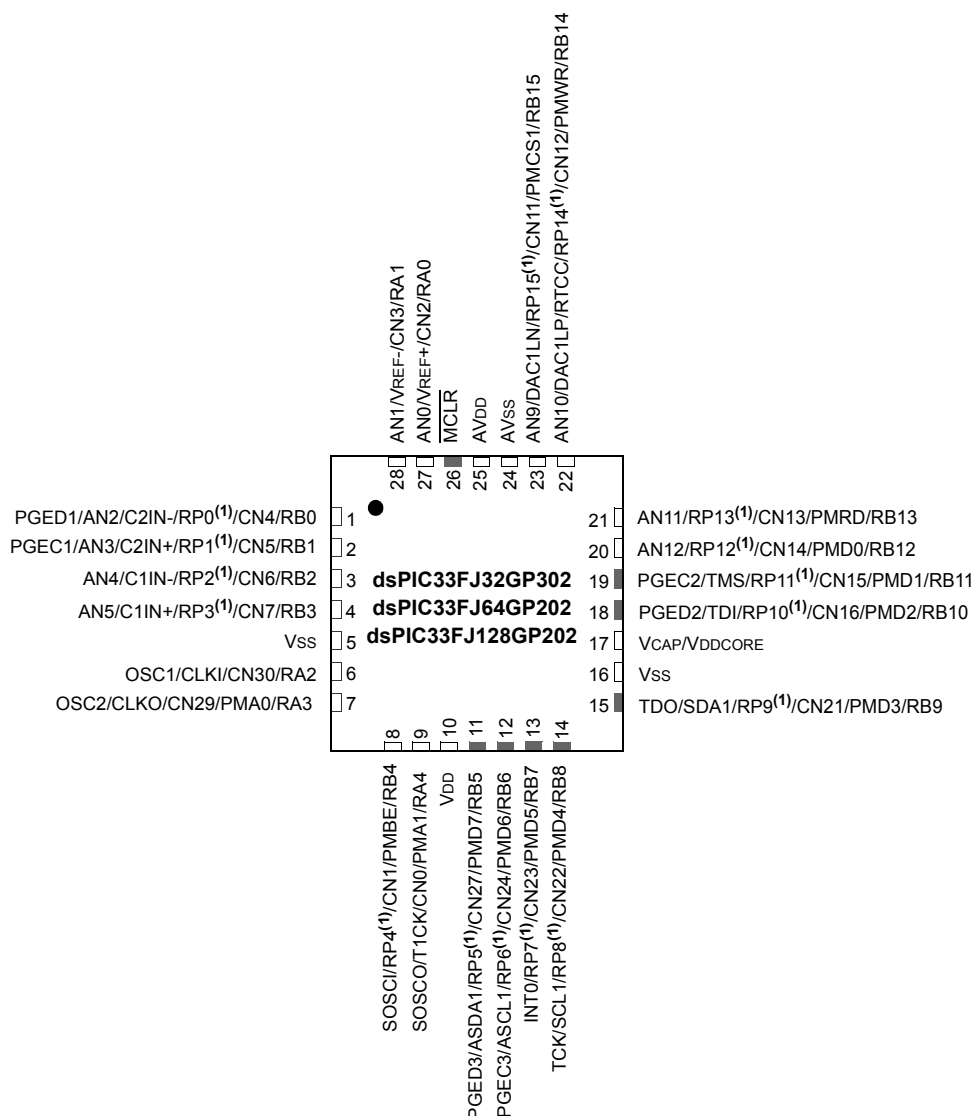 AN1/VREF-/CN3/RA1
AN0/VREF+/CN2/RA0
MCLR
AVDD
AVSS
AN9/DAC1LN/RP15(1)/CN11/PMCS1/RB15
AN10/DAC1LP/RTCC/RP14(1)/CN12/PMWR/RB14
28
27
26
25
24
23
22
PGED1/AN2/C2IN-/RP0(1)/CN4/RB0 1
PGEC1/AN3/C2IN+/RP1(1)/CN5/RB1 2
AN4/C1IN-/RP2(1)/CN6/RB2 3
AN5/C1IN+/RP3(1)/CN7/RB3 4
VSS 5
OSC1/CLKI/CN30/RA2 6
OSC2/CLKO/CN29/PMA0/RA3 7
dsPIC33FJ32GP302
dsPIC33FJ64GP202
dsPIC33FJ128GP202
21 AN11/RP13(1)/CN13/PMRD/RB13
20 AN12/RP12(1)/CN14/PMD0/RB12
19 PGEC2/TMS/RP11(1)/CN15/PMD1/RB11
18 PGED2/TDI/RP10(1)/CN16/PMD2/RB10
17 VCAP/VDDCORE
16 VSS
15 TDO/SDA1/RP9(1)/CN21/PMD3/RB9
8
9
10
11
12
13
14
SOSCI/RP4(1)/CN1/PMBE/RB4
SOSCO/T1CK/CN0/PMA1/RA4
VDD
PGED3/ASDA1/RP5(1)/CN27/PMD7/RB5
PGEC3/ASCL1/RP6(1)/CN24/PMD6/RB6
INT0/RP7(1)/CN23/PMD5/RB7
TCK/SCL1/RP8(1)/CN22/PMD4/RB8